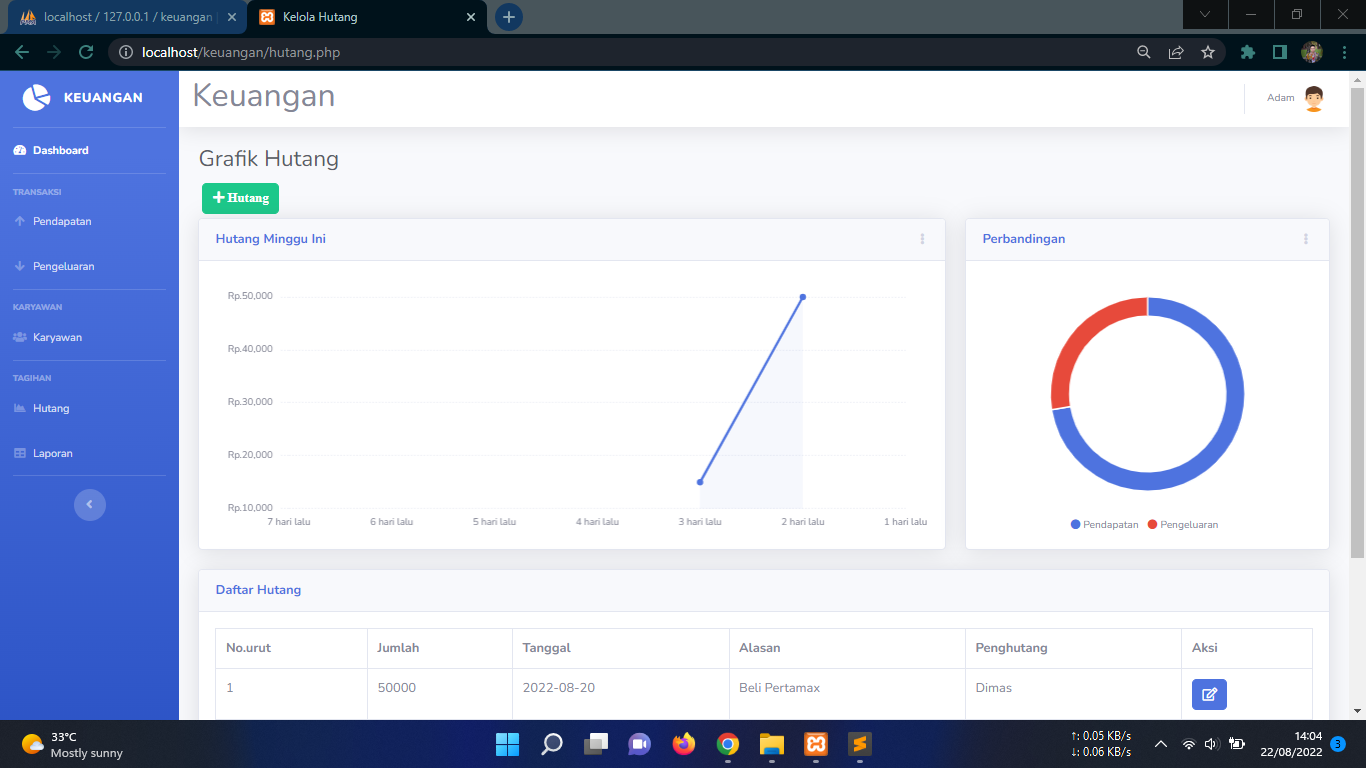 localhost / 127.0.0.1 / keuangan
Kelola Hutang
localhost/keuangan/hutang.php
KEUANGAN
Keuangan
Adam
Dashboard
TRANSAKSI
Pendapatan
Pengeluaran
KARYAWAN
Karyawan
TAGIHAN
Hutang
Laporan
Grafik Hutang
Hutang
Hutang Minggu Ini
Rp.50,000
Rp.40,000
Rp.30,000
Rp.20,000
Rp.10,000
7 hari lalu 6 hari lalu 5 hari lalu 4 hari lalu 3 hari lalu 2 hari lalu 1 hari lalu
Perbandingan
Pendapatan Pengeluaran
Daftar Hutang
No.urut Jumlah Tanggal Alasan Penghutang Aksi
1 50000 2022-08-20 Beli Pertamax Dimas
33°C
Mostly sunny
↑: 0.05 KB/s
↓: 0.06 KB/s
14:04
22/08/2022
3